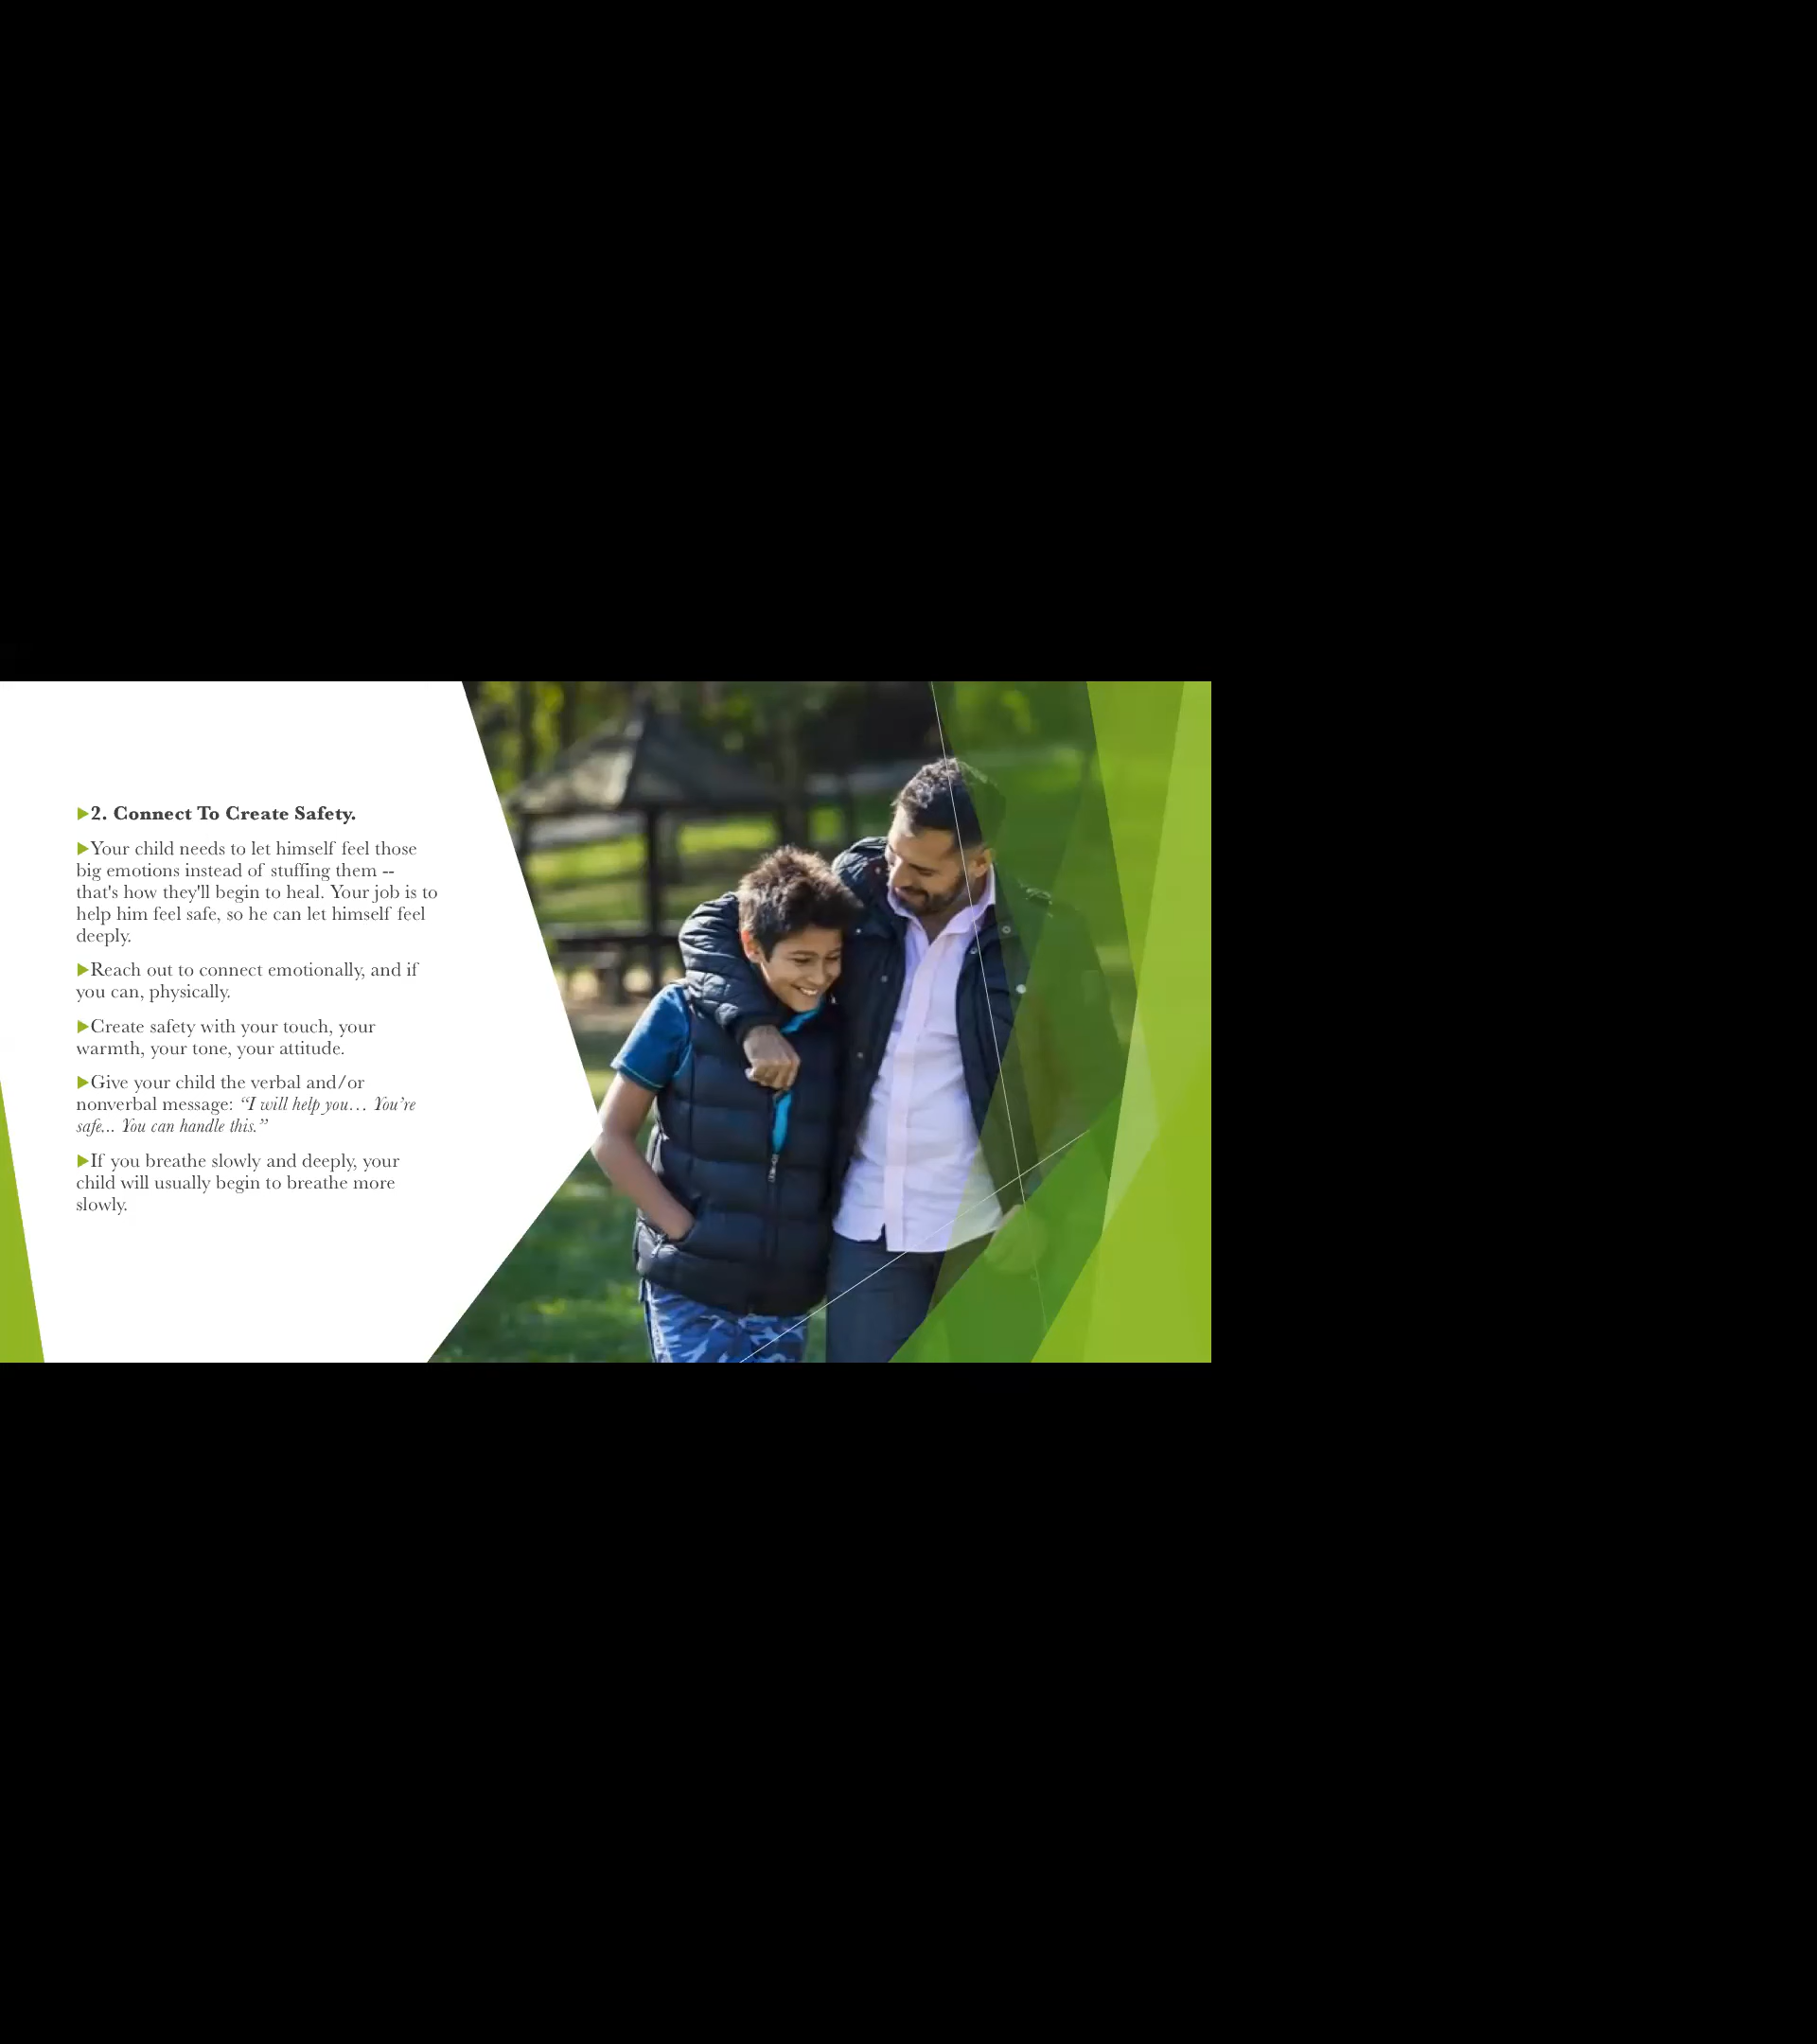 ▶2. Connect To Create Safety.
▶Your child needs to let himself feel those
big emotions instead of stuffing them --
that's how they'll begin to heal. Your job is to
help him feel safe, so he can let himself feel
deeply.
▶Reach out to connect emotionally, and if
you can, physically.
▶Create safety with your touch, your
warmth, your tone, your attitude.
▶Give your child the verbal and/or
nonverbal message: “I will help you… You’re
safe... You can handle this.”
▶If you breathe slowly and deeply, your
child will usually begin to breathe more
slowly.